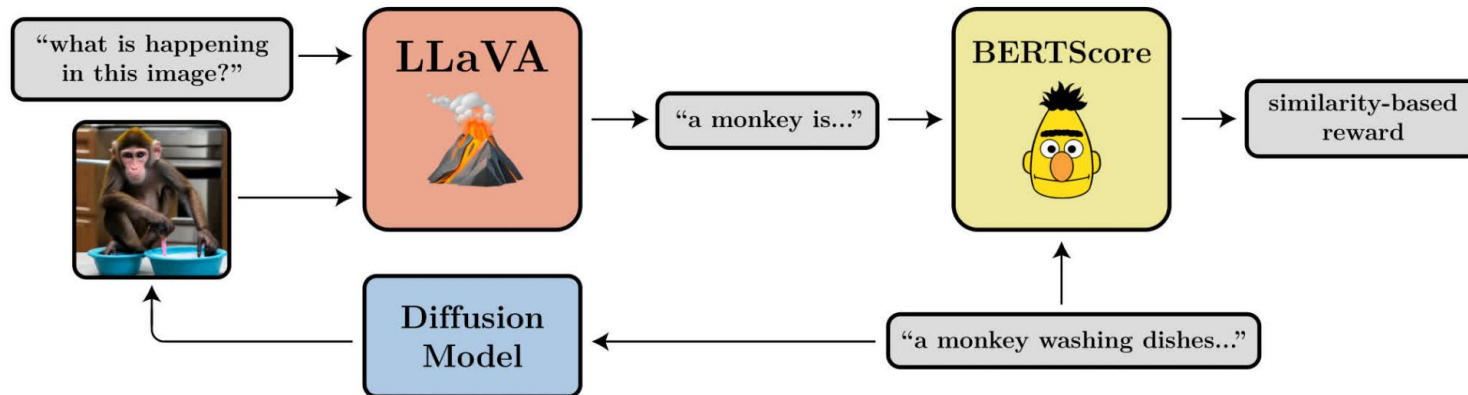 “what is happening
in this image?”
LLaVA
“a monkey is...”
BERTScore
similarity-based
reward
Diffusion
Model
“a monkey washing dishes...”